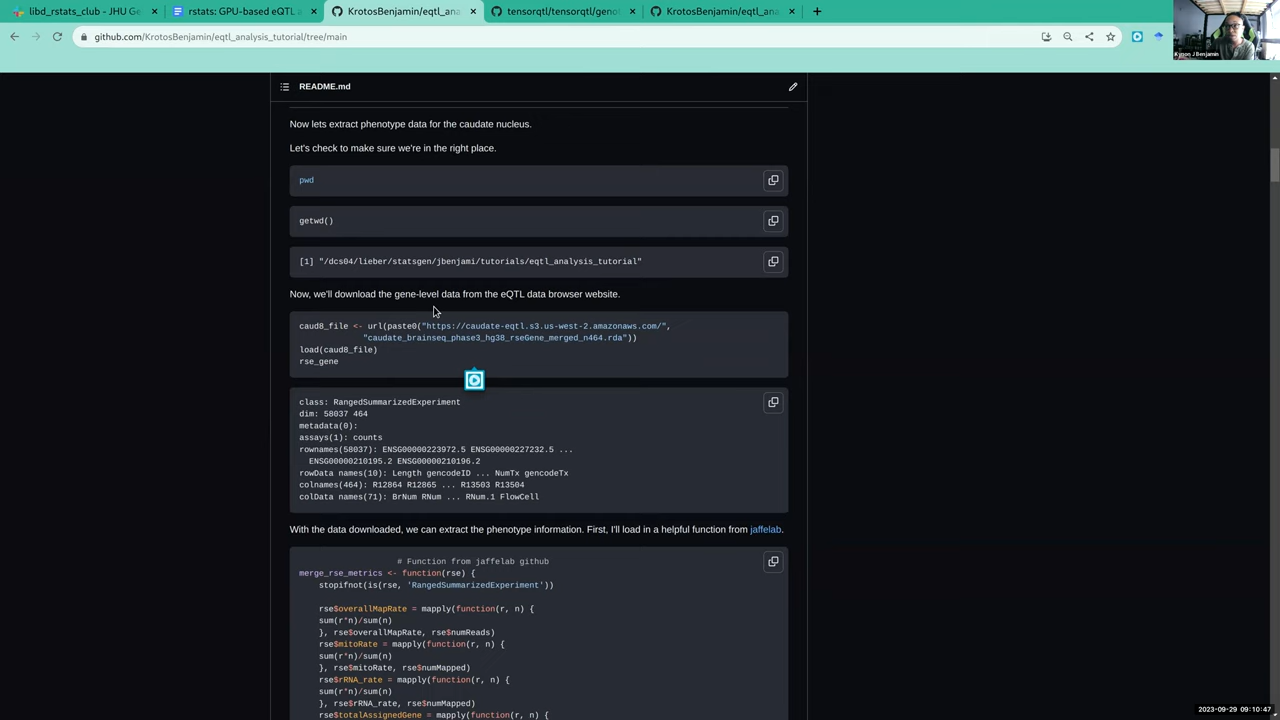 libd_rstats_club - JHU Ge
rstats: GPU-based eQTL a
KrotosBenjamin/eqtl_anal
tensorqtl/tensorqtl/geno
KrotosBenjamin/eqtl_anal
github.com/KrotosBenjamin/eqtl_analysis_tutorial/tree/main
Kynon J Benjamin
README.md
Now lets extract phenotype data for the caudate nucleus.
Let's check to make sure we're in the right place.
pwd
getwd()
[1] "/dcs04/lieber/statsgen/jbenjami/tutorials/eqtl_analysis_tutorial"
Now, we'll download the gene-level data from the eQTL data browser website.
caud8_file <- url(paste0("https://caudate-eqtl.s3.us-west-2.amazonaws.com/",
"caudate_brainseq_phase3_hg38_rseGene_merged_n464.rda"))
load(caud8_file)
rse_gene
class: RangedSummarizedExperiment
dim: 58037 464
metadata(0):
assays(1): counts
rownames(58037): ENSG00000223972.5 ENSG00000227232.5 ...
ENSG00000210195.2 ENSG00000210196.2
rowData names(10): Length gencodeID ... NumTx gencodeTx
colnames(464): R12864 R12865 ... R13503 R13504
colData names(71): BrNum RNum ... RNum.1 FlowCell
With the data downloaded, we can extract the phenotype information. First, I'll load in a helpful function from jaffelab.
# Function from jaffelab github
merge_rse_metrics <- function(rse) {
stopifnot(is(rse, 'RangedSummarizedExperiment'))
rse$overallMapRate = mapply(function(r, n) {
sum(r*n)/sum(n)
}, rse$overallMapRate, rse$numReads)
rse$mitoRate = mapply(function(r, n) {
sum(r*n)/sum(n)
}, rse$mitoRate, rse$numMapped)
rse$rRNA_rate = mapply(function(r, n) {
sum(r*n)/sum(n)
}, rse$rRNA_rate, rse$numMapped)
rse$totalAssignedGene = mapply(function(r, n) {
2023-09-29 09:10:47